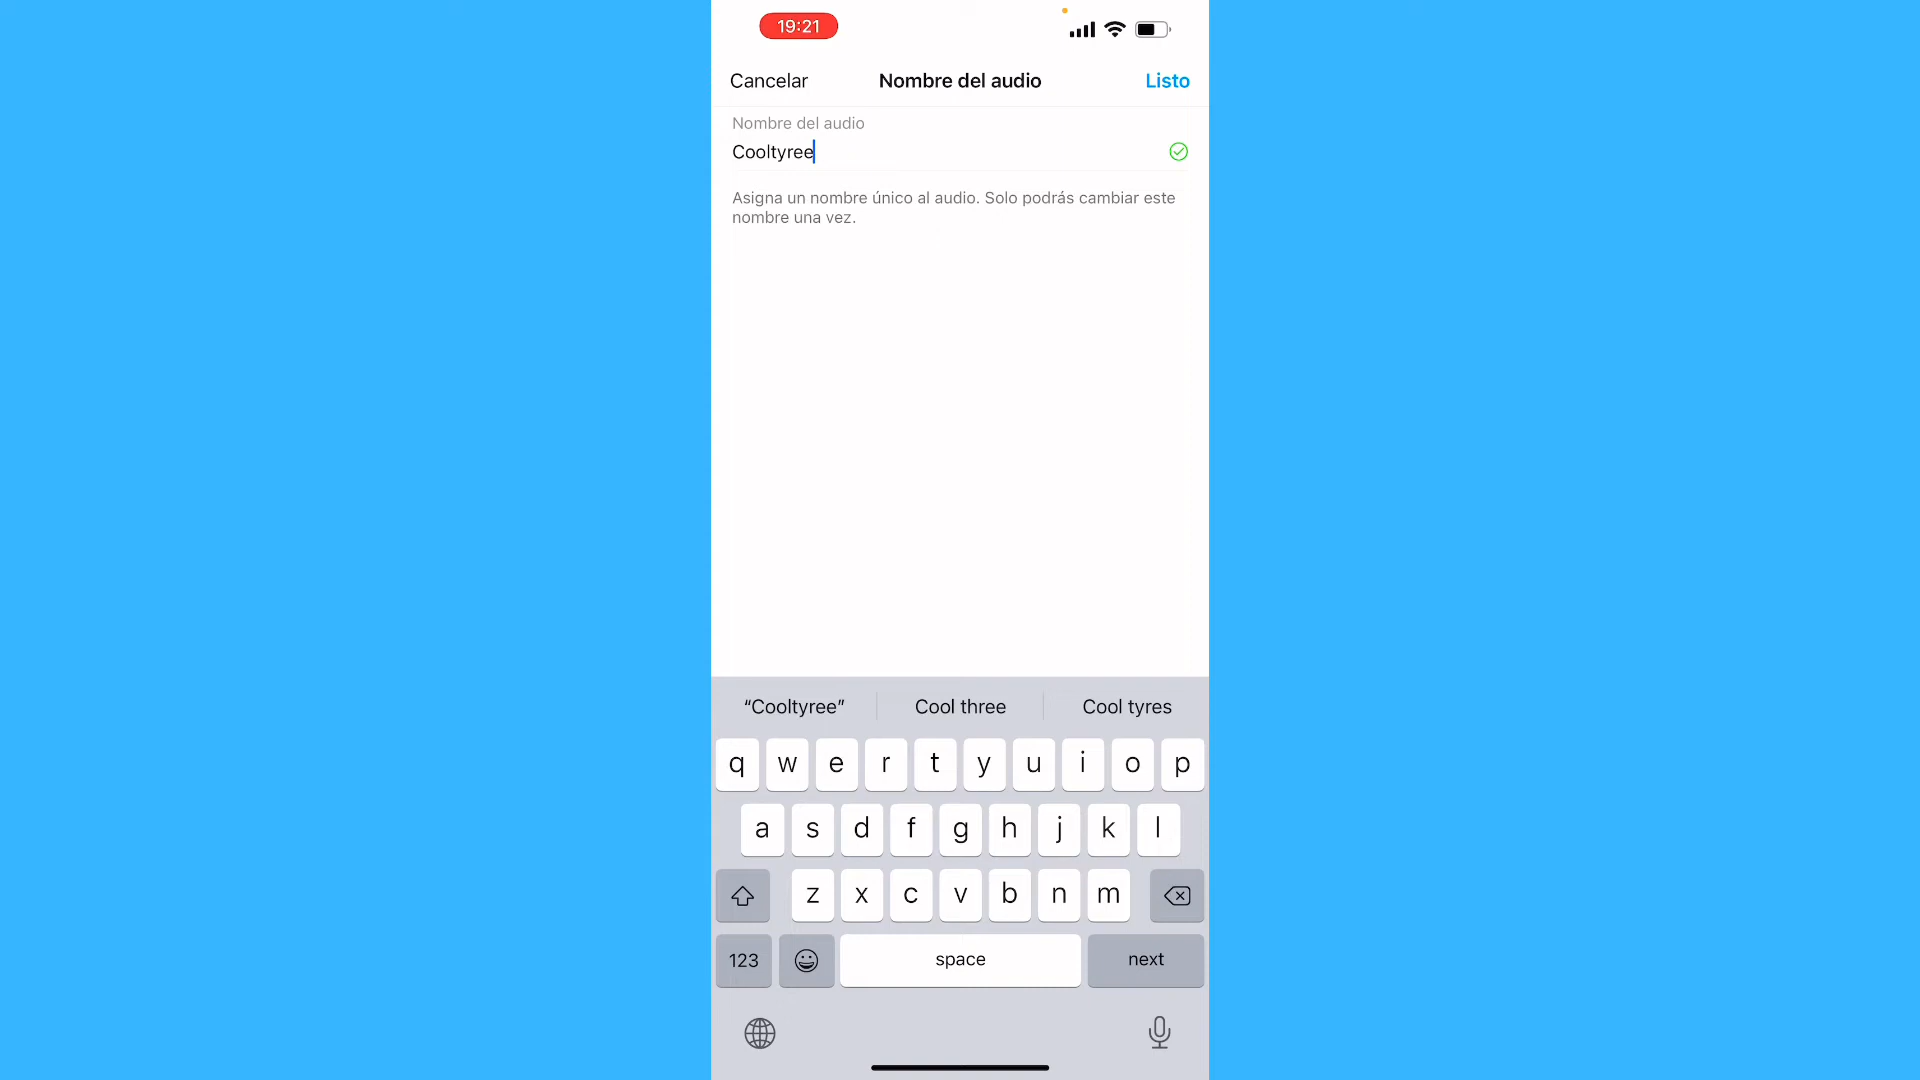 19:21
Cancelar Nombre del audio Listo
Nombre del audio
Cooltyree
Asigna un nombre único al audio. Solo podrás cambiar este
nombre una vez.
“Cooltyree” Cool three Cool tyres
q w e r t y u i o p
a s d f g h j k l
z x c v b n m
123 space next